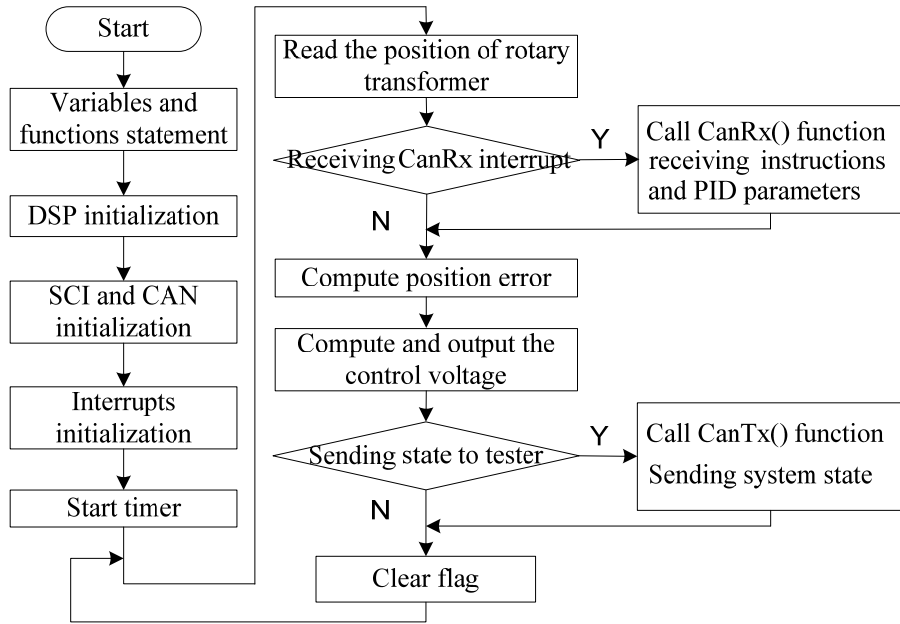 Start
Variables and
functions statement
DSP initialization
SCI and CAN
initialization
Interrupts
initialization
Start timer
Read the position of rotary
transformer
Receiving CanRx interrupt
Y
Call CanRx() function
receiving instructions
and PID parameters
N
Compute position error
Compute and output the
control voltage
Sending state to tester
Y
Call CanTx() function
Sending system state
N
Clear flag